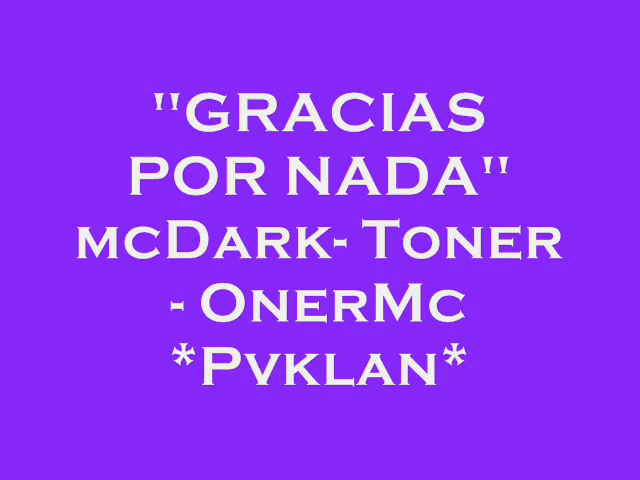 "GRACIAS
POR NADA"
mcDark- Toner
- OnerMc
*Pvklan*